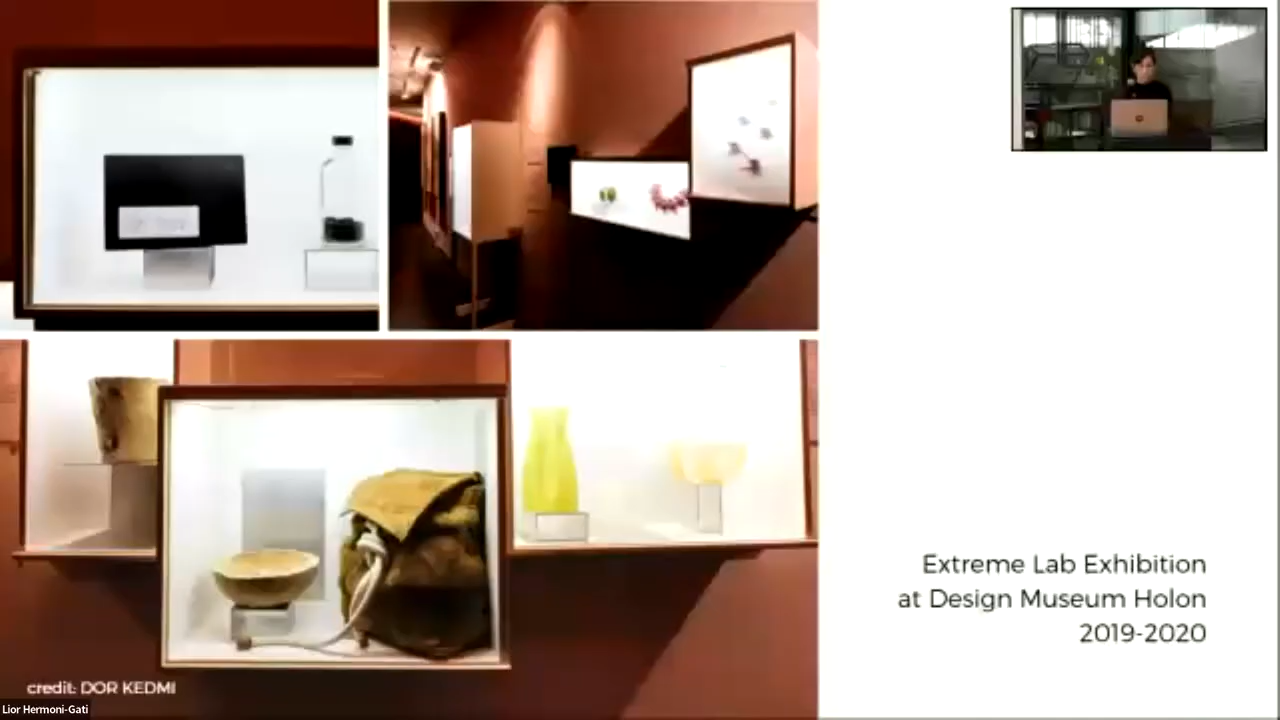 Extreme Lab Exhibition
at Design Museum Holon
2019-2020
credit: DOR KEDMI
Lior Hermoni-Gati